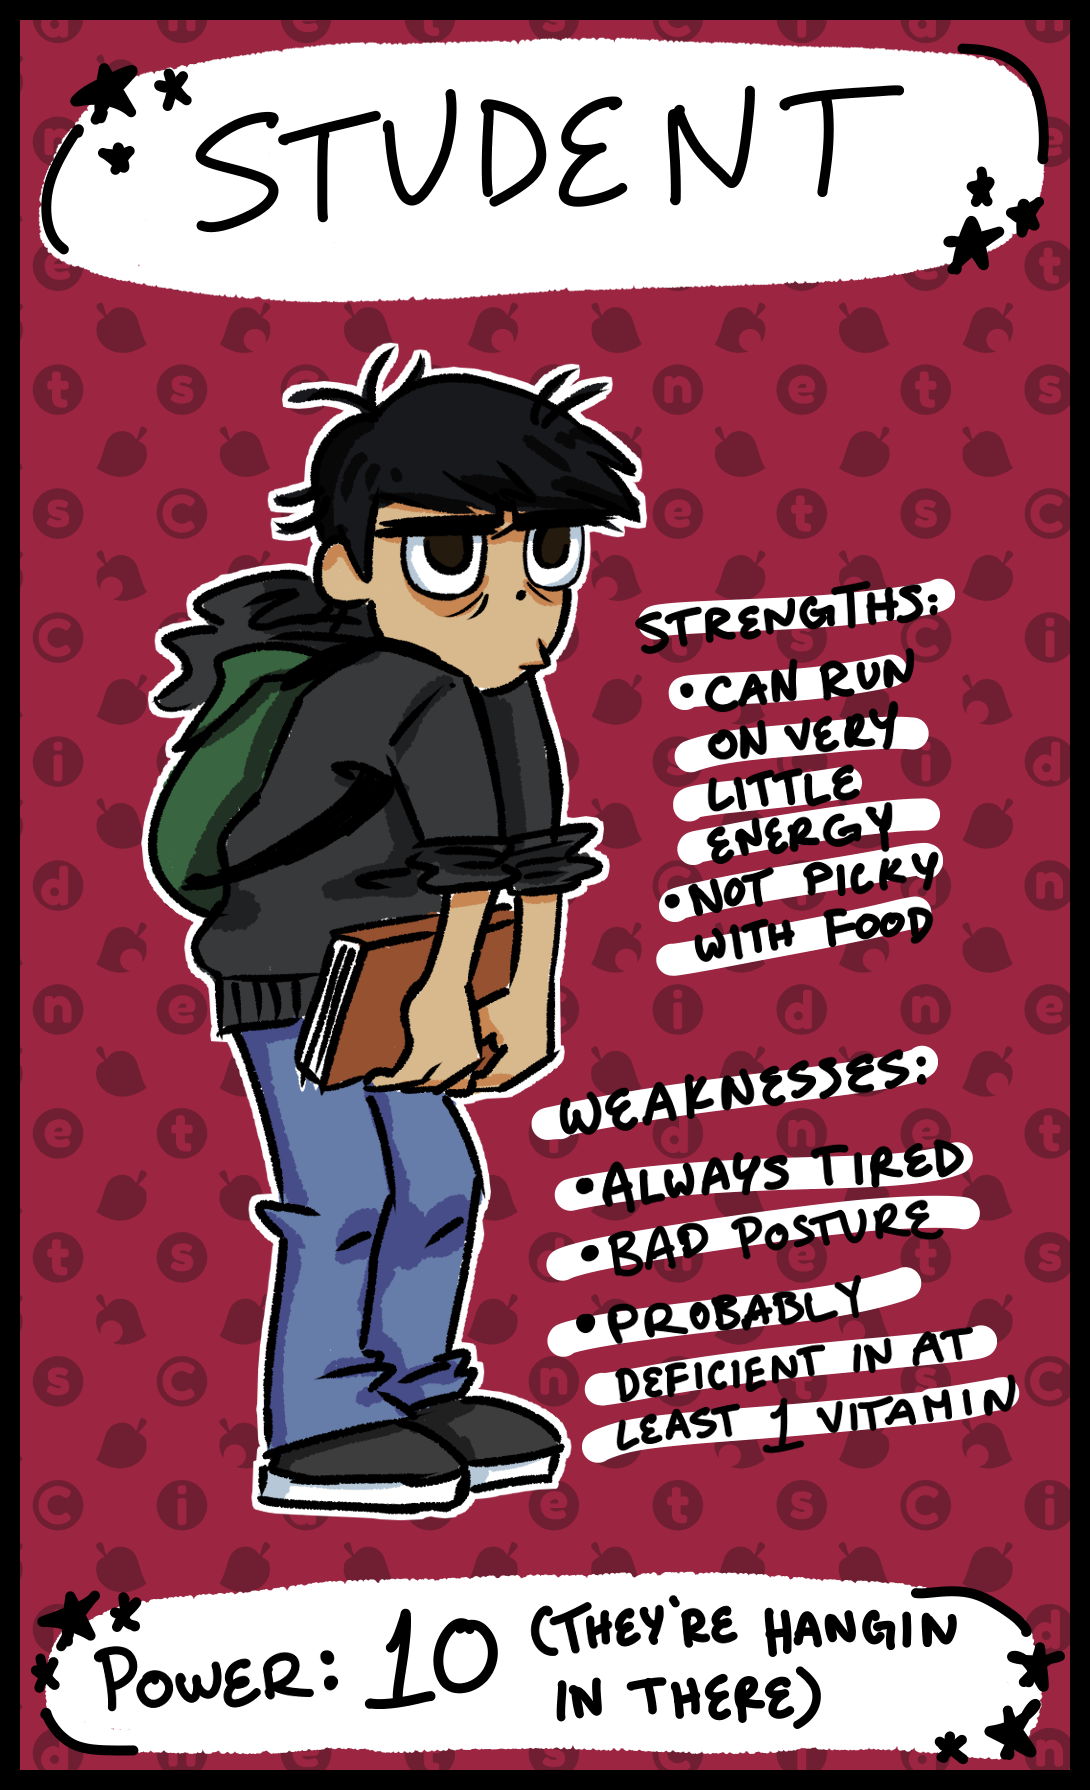 STUDENT
STRENGTHS:
• CAN RUN
ON VERY
LITTLE
ENERGY
• NOT PICKY
WITH FOOD
WEAKNESSES:
• ALWAYS TIRED
• BAD POSTURE
• PROBABLY
DEFICIENT IN AT
LEAST 1 VITAMIN
POWER: 10 (THEY'RE HANGIN
IN THERE)